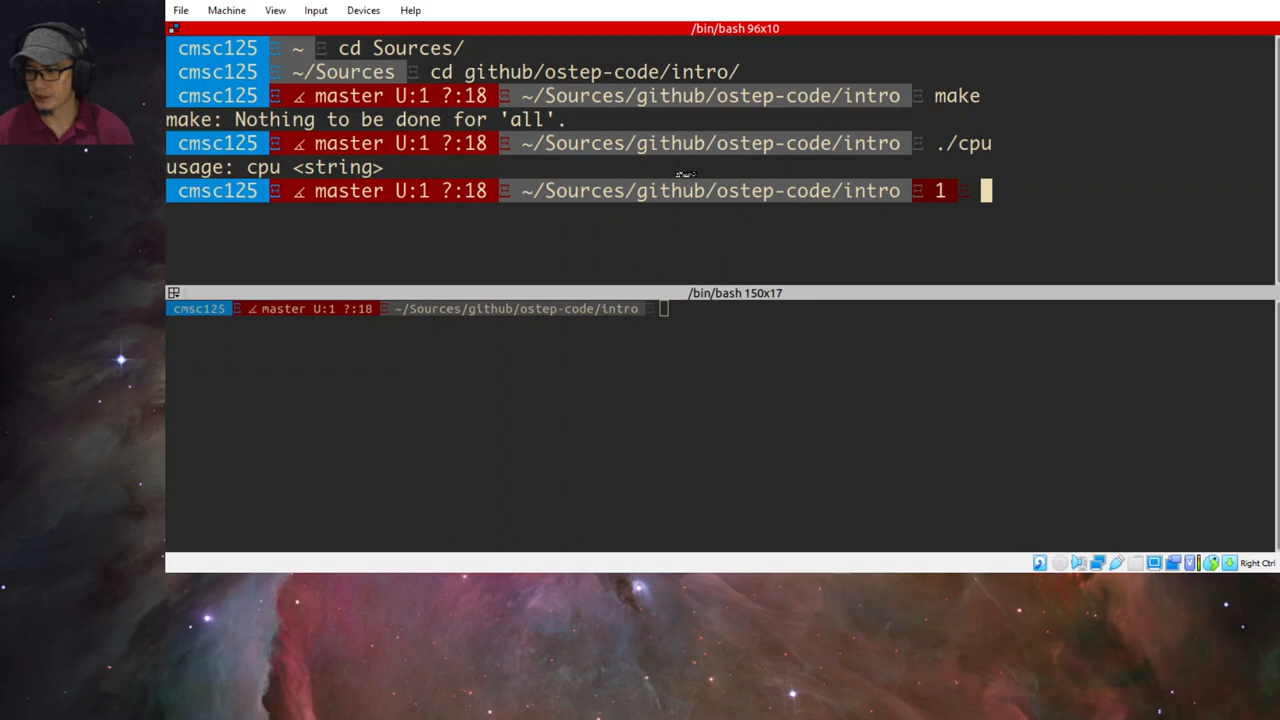 File Machine View Input Devices Help
/bin/bash 96x10
cmsc125 ~ cd Sources/
cmsc125 ~/Sources cd github/ostep-code/intro/
cmsc125 master U:1 ?:18 ~/Sources/github/ostep-code/intro make
make: Nothing to be done for 'all'.
cmsc125 master U:1 ?:18 ~/Sources/github/ostep-code/intro ./cpu
usage: cpu <string>
cmsc125 master U:1 ?:18 ~/Sources/github/ostep-code/intro 1
/bin/bash 150x17
cmsc125 master U:1 ?:18 ~/Sources/github/ostep-code/intro
Right Ctrl